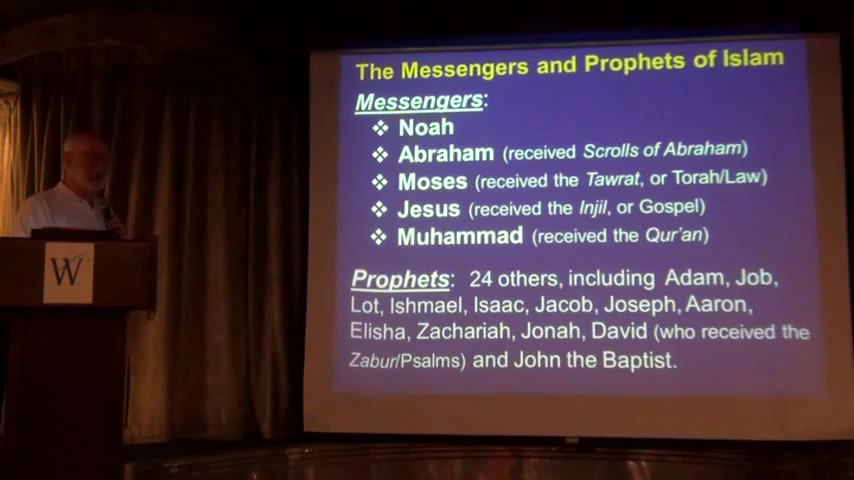 The Messengers and Prophets of Islam
Messengers:
❖ Noah
❖ Abraham (received Scrolls of Abraham)
❖ Moses (received the Tawrat, or Torah/Law)
❖ Jesus (received the Injil, or Gospel)
❖ Muhammad (received the Qur'an)
Prophets: 24 others, including Adam, Job,
Lot, Ishmael, Isaac, Jacob, Joseph, Aaron,
Elisha, Zachariah, Jonah, David (who received the
Zabur/Psalms) and John the Baptist.
W